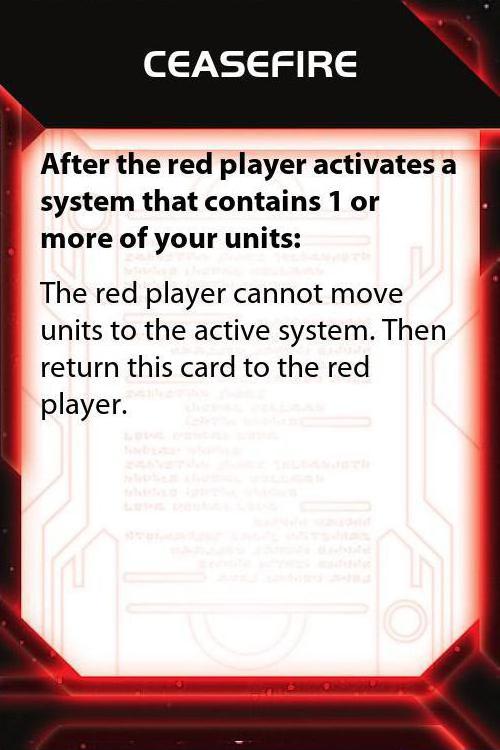 CEASEFIRE
After the red player activates a
system that contains 1 or
more of your units:
The red player cannot move
units to the active system. Then
return this card to the red
player.